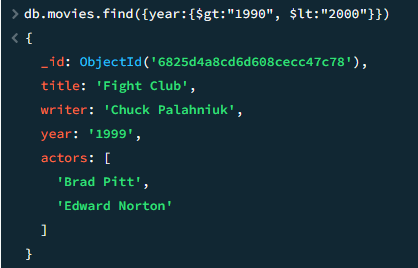 > db.movies.find({year:{$gt:"1990", $lt:"2000"}})
< {
_id: ObjectId('6825d4a8cd6d608cecc47c78'),
title: 'Fight Club',
writer: 'Chuck Palahniuk',
year: '1999',
actors: [
'Brad Pitt',
'Edward Norton'
]
}